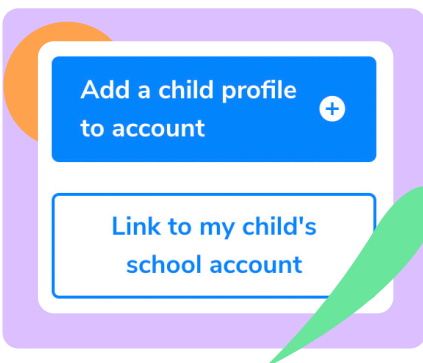 Add a child profile
to account
Link to my child's
school account